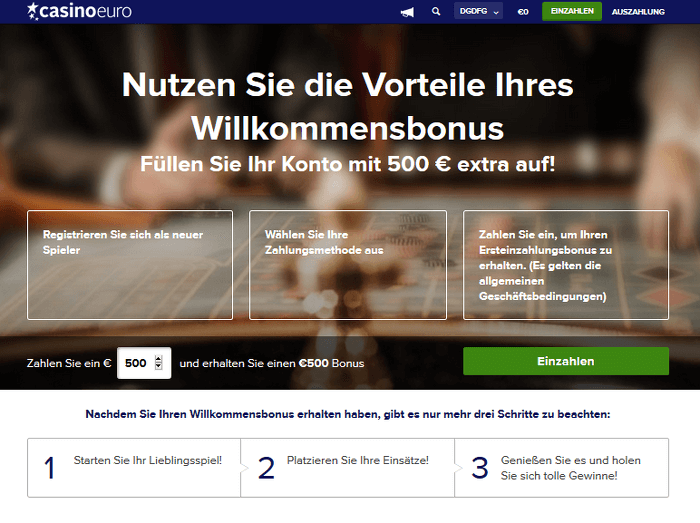 casinoeuro
DGDFG
€0
EINZAHLEN
AUSZAHLUNG
Nutzen Sie die Vorteile Ihres
Willkommensbonus
Füllen Sie Ihr Konto mit 500 € extra auf!
Registrieren Sie sich als neuer
Spieler
Wählen Sie Ihre
Zahlungsmethode aus
Zahlen Sie ein, um Ihren
Ersteinzahlungsbonus zu
erhalten. (Es gelten die
allgemeinen
Geschäftsbedingungen)
Zahlen Sie ein € 500 und erhalten Sie einen €500 Bonus
Einzahlen
Nachdem Sie Ihren Willkommensbonus erhalten haben, gibt es nur mehr drei Schritte zu beachten:
1 Starten Sie Ihr Lieblingsspiel!
2 Platzieren Sie Ihre Einsätze!
3 Genießen Sie es und holen
Sie sich tolle Gewinne!